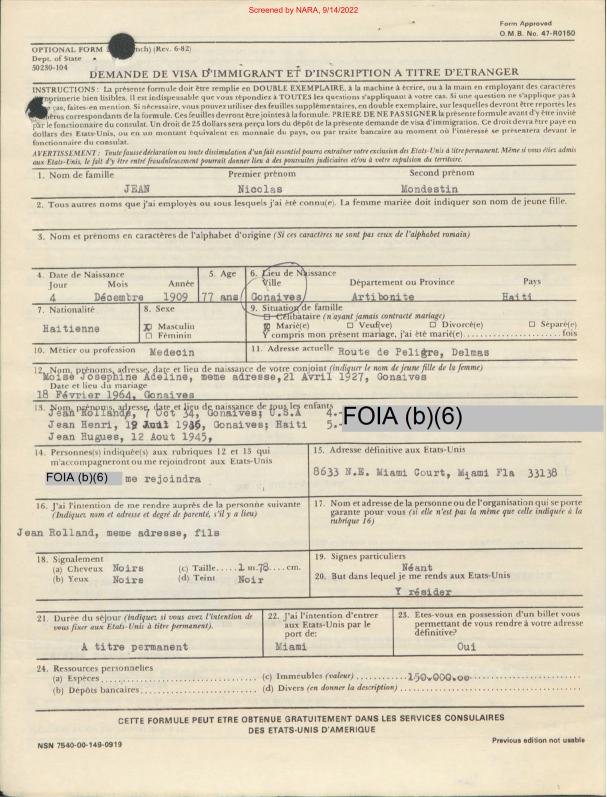 Screened by NARA, 9/14/2022
Form Approved
O.M.B. No. 47-R0150
OPTIONAL FORM nch) (Rev. 6-82)
Dept. of State
50230-104
DEMANDE DE VISA D'IMMIGRANT ET D'INSCRIPTION A TITRE D'ETRANGER
INSTRUCTIONS : La présente formule doit être remplie en DOUBLE EXEMPLAIRE, à la machine à écrire, ou à la main en employant des caractères
imprimerie bien lisibles. Il est indispensable que vous répondiez à TOUTES les questions s'appliquant à votre cas. Si une question ne s'applique pas à
cas, faites-en mention. Si nécessaire, vous pouvez utiliser des feuilles supplémentaires, en double exemplaire, sur lesquelles devront être reportés les
éros correspondants de la formule. Ces feuilles devront être jointes à la formule. PRIERE DE NE PAS SIGNER la présente formule avant d'y être invité
par le fonctionnaire du consulat. Un droit de 25 dollars sera perçu lors du dépôt de la présente demande de visa d'immigration. Ce droit devra être payé en
dollars des Etats-Unis, ou en un montant équivalent en monnaie du pays, ou par traite bancaire au moment où l'intéressé se présentera devant le
fonctionnaire du consulat.
AVERTISSEMENT : Toute fausse déclaration ou toute dissimulation d'un fait essentiel pourra entraîner votre exclusion des Etats-Unis à titre permanent. Même si vous êtiez admis
aux Etats-Unis, le fait d'y être entré frauduleusement pourrait donner lieu à des poursuites judiciaires et/ou à votre expulsion du territoire.
1. Nom de famille Premier prénom Second prénom
JEAN Nicolas Mondestin
2. Tous autres noms que j'ai employés ou sous lesquels j'ai été connu(e). La femme mariée doit indiquer son nom de jeune fille.
3. Nom et prénoms en caractères de l'alphabet d'origine (Si ces caractères ne sont pas ceux de l'alphabet romain)
4. Date de Naissance 5. Age 6. Lieu de Naissance
Jour Mois Année Ville Département ou Province Pays
4 Décembre 1909 77 ans Gonaives Artibonite Haiti
7. Nationalité 8. Sexe 9. Situation de famille
☐ Célibataire (n'ayant jamais contracté mariage)
Haitienne ☒ Masculin ☒ Marié(e) ☐ Veuf(ve) ☐ Divorcé(e) ☐ Séparé(e)
☐ Féminin Y compris mon présent mariage, j'ai été marié(e) fois
10. Métier ou profession Medecin 11. Adresse actuelle Route de Peligre, Delmas
12. Nom, prénoms, adresse, date et lieu de naissance de votre conjoint (indiquer le nom de jeune fille de la femme)
Moise Josephine Adeline, meme adresse, 21 Avril 1927, Gonaives
Date et lieu du mariage
18 Février 1964, Gonaives
13. Nom, prénoms, adresse, date et lieu de naissance de tous les enfants
Jean Rolland, 7 Oct 34, Gonaives; U.S.A 4.- FOIA (b)(6)
Jean Henri, Gonaives; Haiti 5.-
Jean Hugues, 12 Aout 1945,
14. Personnes(s) indiquée(s) aux rubriques 12 et 13 qui
m'accompagneront ou me rejoindront aux Etats-Unis
FOIA (b)(6) me rejoindra
15. Adresse définitive aux Etats-Unis
8633 N.E. Miami Court, Miami Fla 33138
16. J'ai l'intention de me rendre auprès de la personne suivante
(Indiquez nom et adresse et degré de parenté, s'il y a lieu)
Jean Rolland, meme adresse, fils
17. Nom et adresse de la personne ou de l'organisation qui se porte
garante pour vous (si elle n'est pas la même que celle indiquée à la
rubrique 16)
18. Signalement
(a) Cheveux Noirs (c) Taille.....1 m.78....cm.
(b) Yeux Noirs (d) Teint Noir
19. Signes particuliers
Néant
20. But dans lequel je me rends aux Etats-Unis
Y résider
21. Durée du séjour (indiquez si vous avez l'intention de
vous fixer aux Etats-Unis à titre permanent).
A titre permanent
22. J'ai l'intention d'entrer
aux Etats-Unis par le
port de:
Miami
23. Etes-vous en possession d'un billet vous
permettant de vous rendre à votre adresse
définitive?
Oui
24. Ressources personnelles
(a) Espèces (c) Immeubles (valeur) 150.000.00
(b) Dépôts bancaires (d) Divers (en donner la description)
CETTE FORMULE PEUT ETRE OBTENUE GRATUITEMENT DANS LES SERVICES CONSULAIRES
DES ETATS-UNIS D'AMERIQUE
NSN 7540-00-149-0919 Previous edition not usable